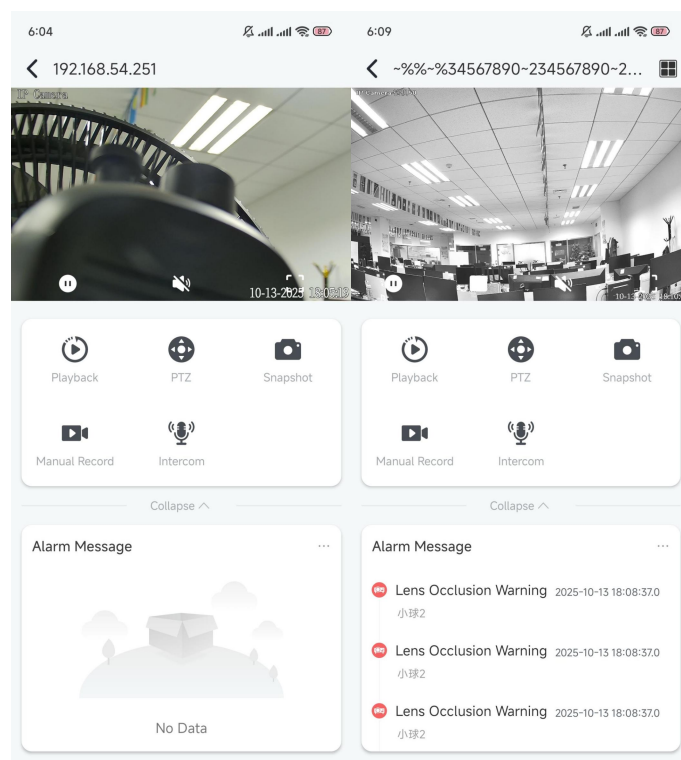 6:04
87
192.168.54.251
IP Camera
10-13-2025 18:05:13
Playback
PTZ
Snapshot
Manual Record
Intercom
Collapse
Alarm Message
...
No Data
6:09
87
~%%~%34567890~234567890~2...
Playback
PTZ
Snapshot
Manual Record
Intercom
Collapse
Alarm Message
...
Lens Occlusion Warning 2025-10-13 18:08:37.0
小球2
Lens Occlusion Warning 2025-10-13 18:08:37.0
小球2
Lens Occlusion Warning 2025-10-13 18:08:37.0
小球2